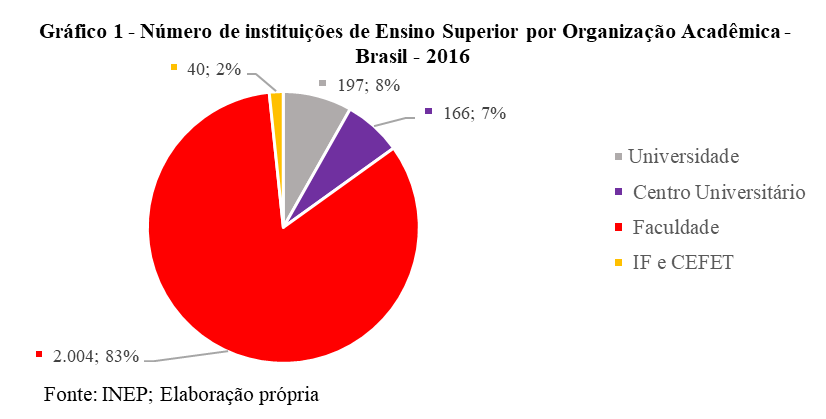 Gráfico 1 - Número de instituições de Ensino Superior por Organização Acadêmica -
Brasil - 2016
40; 2%
197; 8%
166; 7%
Universidade
Centro Universitário
Faculdade
IF e CEFET
2.004; 83%
Fonte: INEP; Elaboração própria